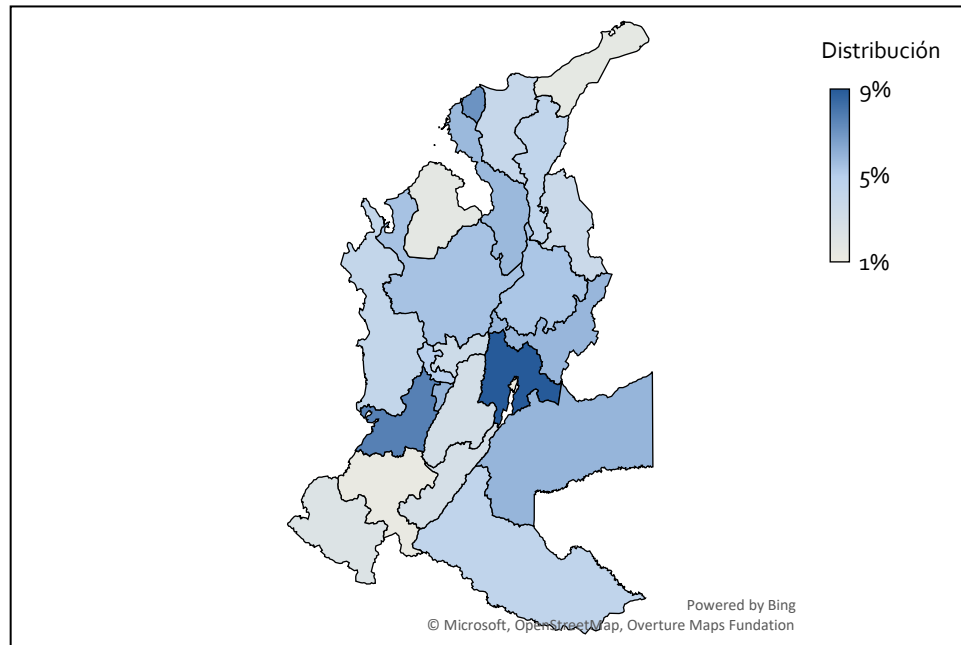 Distribución
9%
5%
1%
Powered by Bing
© Microsoft, OpenStreetMap, Overture Maps Fundation